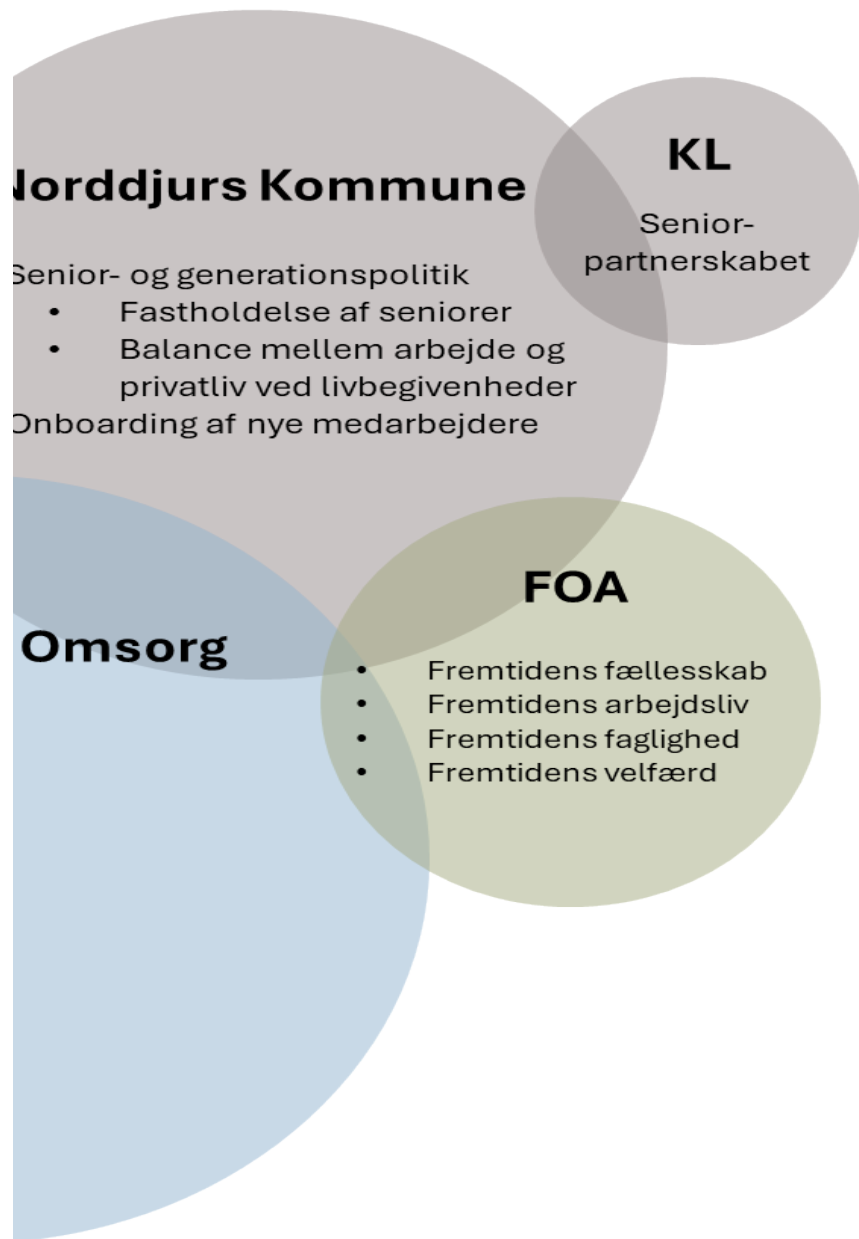 KL
Senior-
partnerskabet
Norddjurs Kommune
Senior- og generationspolitik
• Fastholdelse af seniorer
• Balance mellem arbejde og
privatliv ved livbegivenheder
Onboarding af nye medarbejdere
FOA
• Fremtidens fællesskab
• Fremtidens arbejdsliv
• Fremtidens faglighed
• Fremtidens velfærd
Omsorg